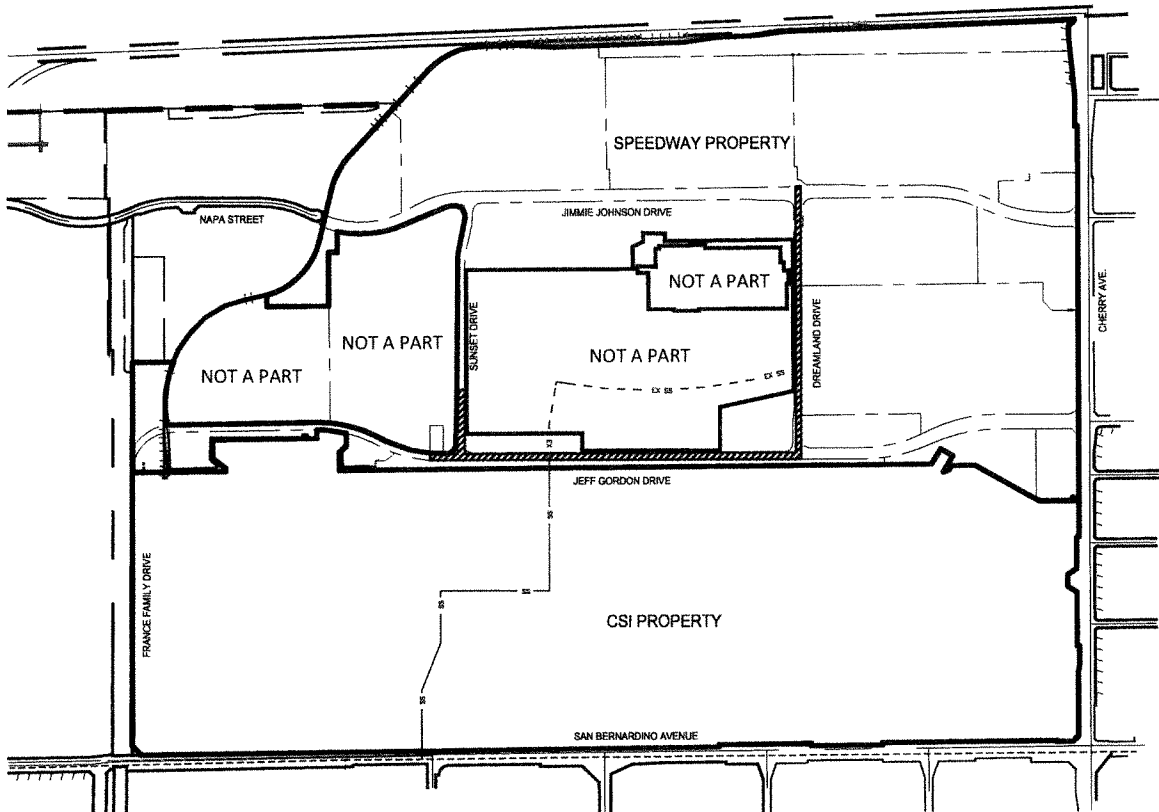 SPEEDWAY PROPERTY
NAPA STREET
JIMMIE JOHNSON DRIVE
NOT A PART
CHERRY AVE.
SUNSET DRIVE
DREAMLAND DRIVE
NOT A PART
NOT A PART
NOT A PART
EX SS
EX SS
EX
JEFF GORDON DRIVE
SS
FRANCE FAMILY DRIVE
SS
SS
CSI PROPERTY
SS
SAN BERNARDINO AVENUE